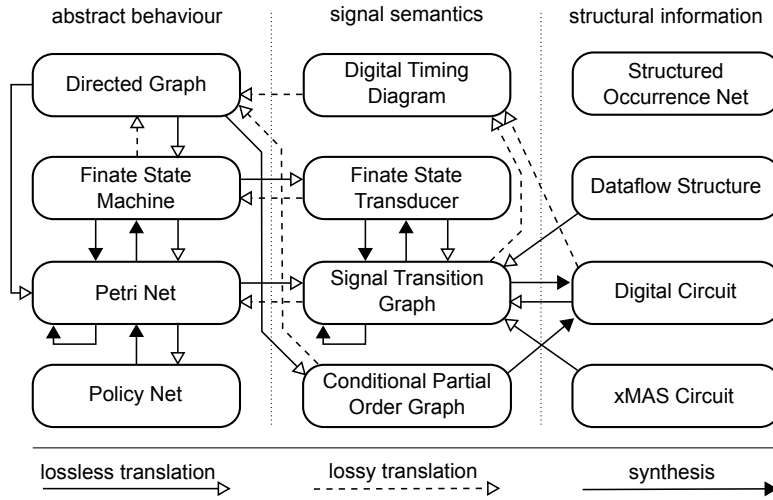 abstract behaviour
signal semantics
structural information
Directed Graph
Digital Timing
Diagram
Structured
Occurrence Net
Finate State
Machine
Finate State
Transducer
Dataflow Structure
Petri Net
Signal Transition
Graph
Digital Circuit
Policy Net
Conditional Partial
Order Graph
xMAS Circuit
lossless translation
lossy translation
synthesis